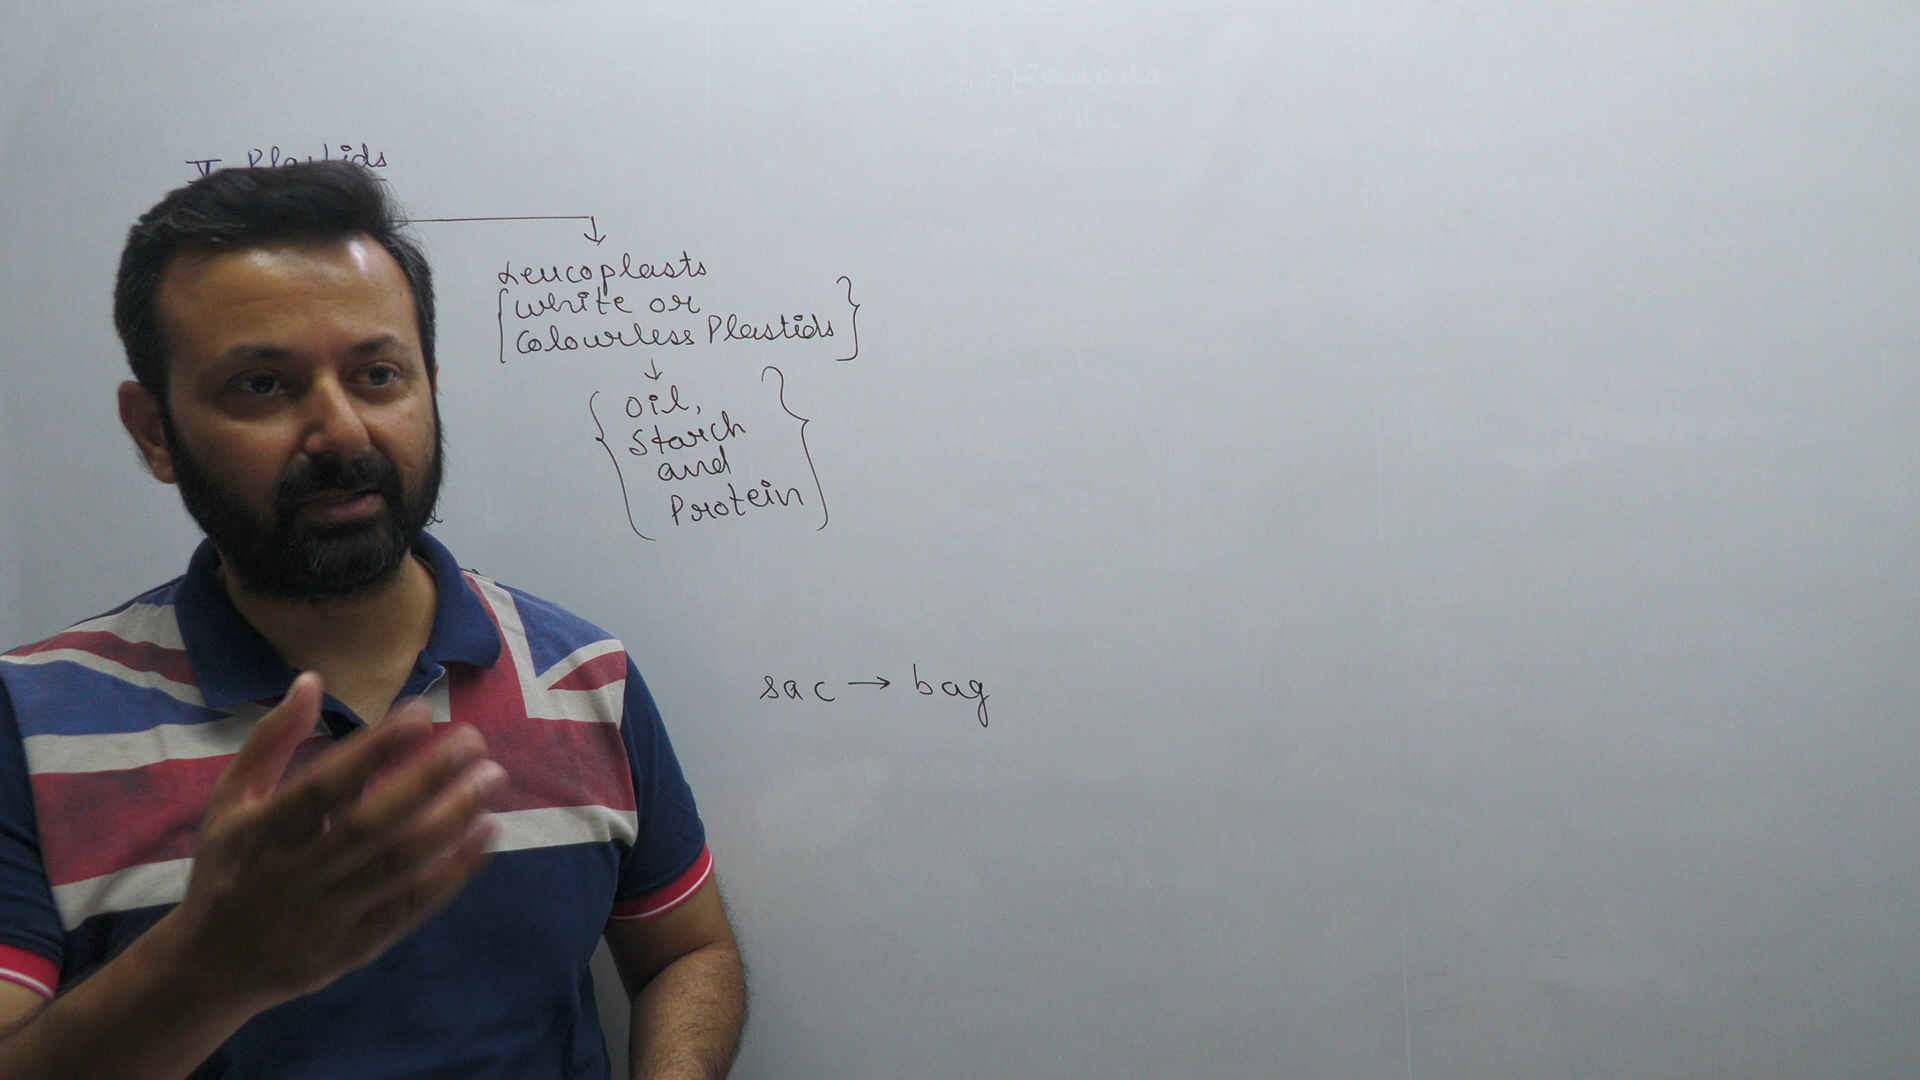 V Plastids
Leucoplasts
White or
Colourless Plastids
Oil,
Starch
and
Protein
sac → bag